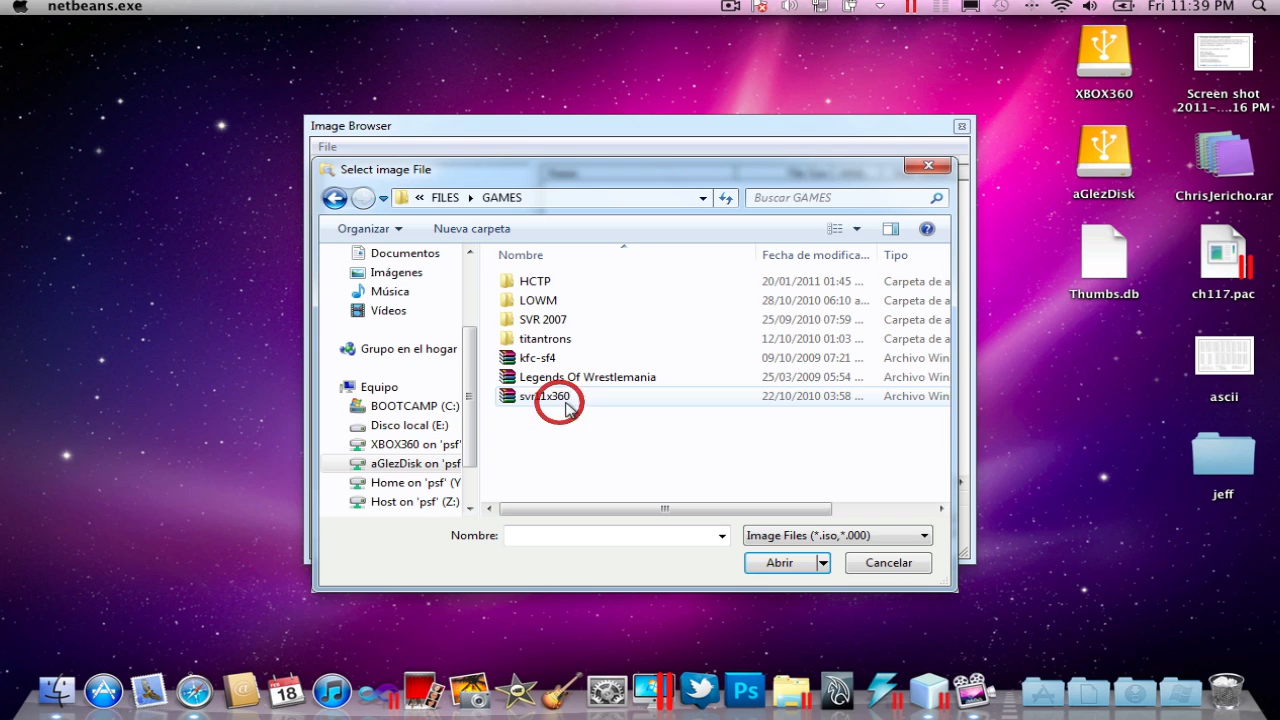 netbeans.exe
Fri 11:39 PM
XBOX360
Screen shot
2011-....16 PM
aGlezDisk
ChrisJericho.rar
Thumbs.db
ch117.pac
ascii
jeff
Image Browser
File
Select image File
« FILES GAMES
Buscar GAMES
Organizar
Nueva carpeta
Nombre
Fecha de modifica...
Tipo
Documentos
Imágenes
Música
Vídeos
Grupo en el hogar
Equipo
BOOTCAMP (C:)
Disco local (E:)
XBOX360 on 'psf'
aGlezDisk on 'psf
Home on 'psf' (Y
Host on 'psf' (Z:)
HCTP 20/01/2011 01:45 ... Carpeta de a
LOWM 28/10/2010 06:10 a... Carpeta de a
SVR 2007 25/09/2010 07:59 ... Carpeta de a
titantrons 12/10/2010 01:03 ... Carpeta de a
kfc-sf4 09/10/2009 07:21 ... Archivo Win
Legends Of Wrestlemania 25/03/2009 05:54 ... Archivo Win
svr11x360 22/10/2010 03:58 ... Archivo Win
Nombre:
Image Files (*.iso,*.000)
Abrir
Cancelar
FEB
18
Ps